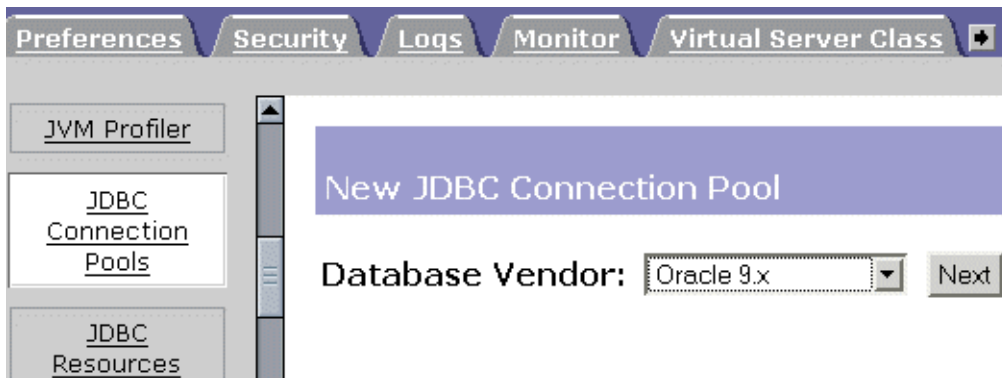 Preferences Security Logs Monitor Virtual Server Class
JVM Profiler
JDBC
Connection
Pools
JDBC
Resources
New JDBC Connection Pool
Database Vendor: Oracle 9.x Next